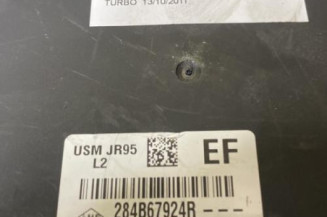 TURBO 13/10/2011
USM JR95
L2
EF
284B67924R---